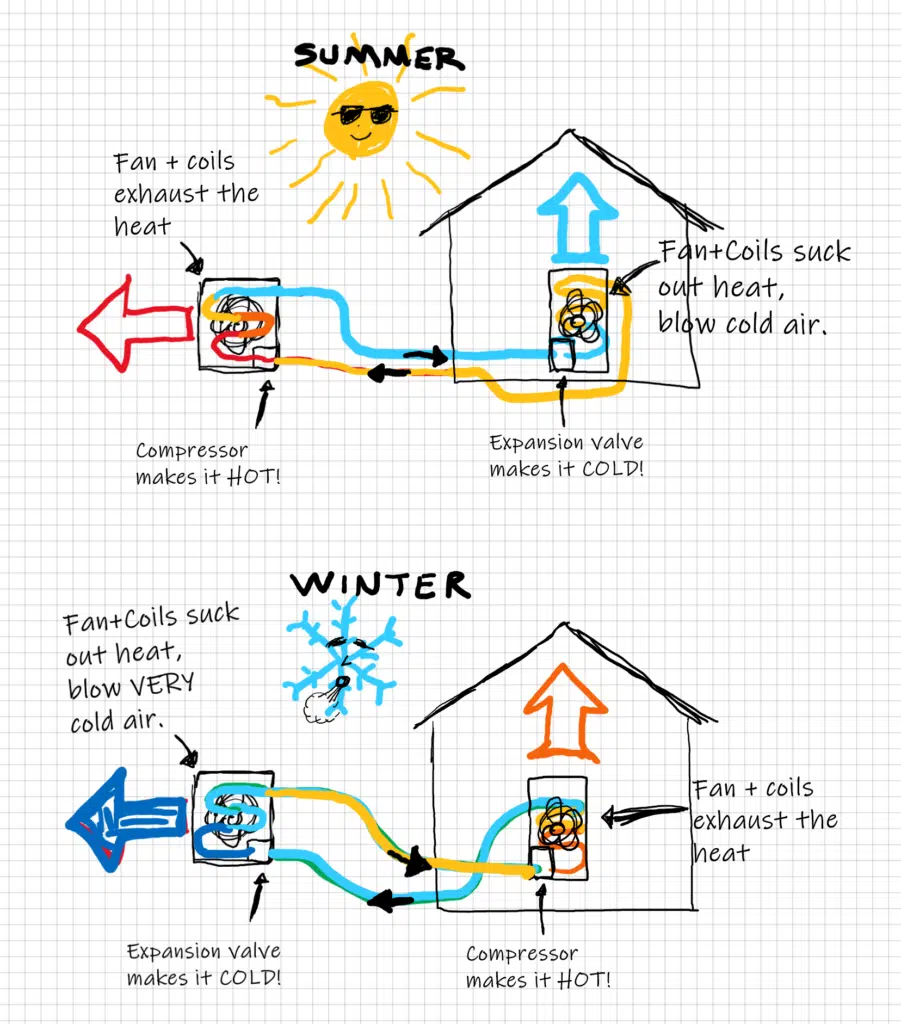 SUMMER
Fan + coils
exhaust the
heat
Fan+Coils suck
out heat,
blow cold air.
Compressor
makes it HOT!
Expansion valve
makes it COLD!
WINTER
Fan+Coils suck
out heat,
blow VERY
cold air.
Fan + coils
exhaust the
heat
Expansion valve
makes it COLD!
Compressor
makes it HOT!